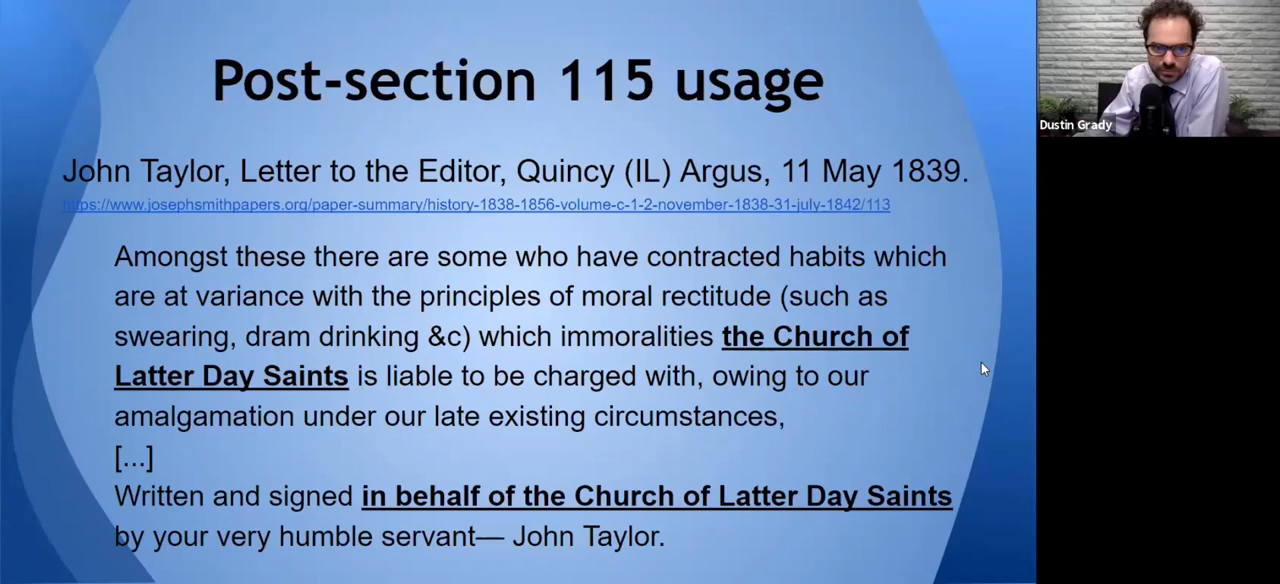 Post-section 115 usage
John Taylor, Letter to the Editor, Quincy (IL) Argus, 11 May 1839.
https://www.josephsmithpapers.org/paper-summary/history-1838-1856-volume-c-1-2-november-1838-31-july-1842/113
Amongst these there are some who have contracted habits which
are at variance with the principles of moral rectitude (such as
swearing, dram drinking &c) which immoralities the Church of
Latter Day Saints is liable to be charged with, owing to our
amalgamation under our late existing circumstances,
[...]
Written and signed in behalf of the Church of Latter Day Saints
by your very humble servant— John Taylor.
Dustin Grady